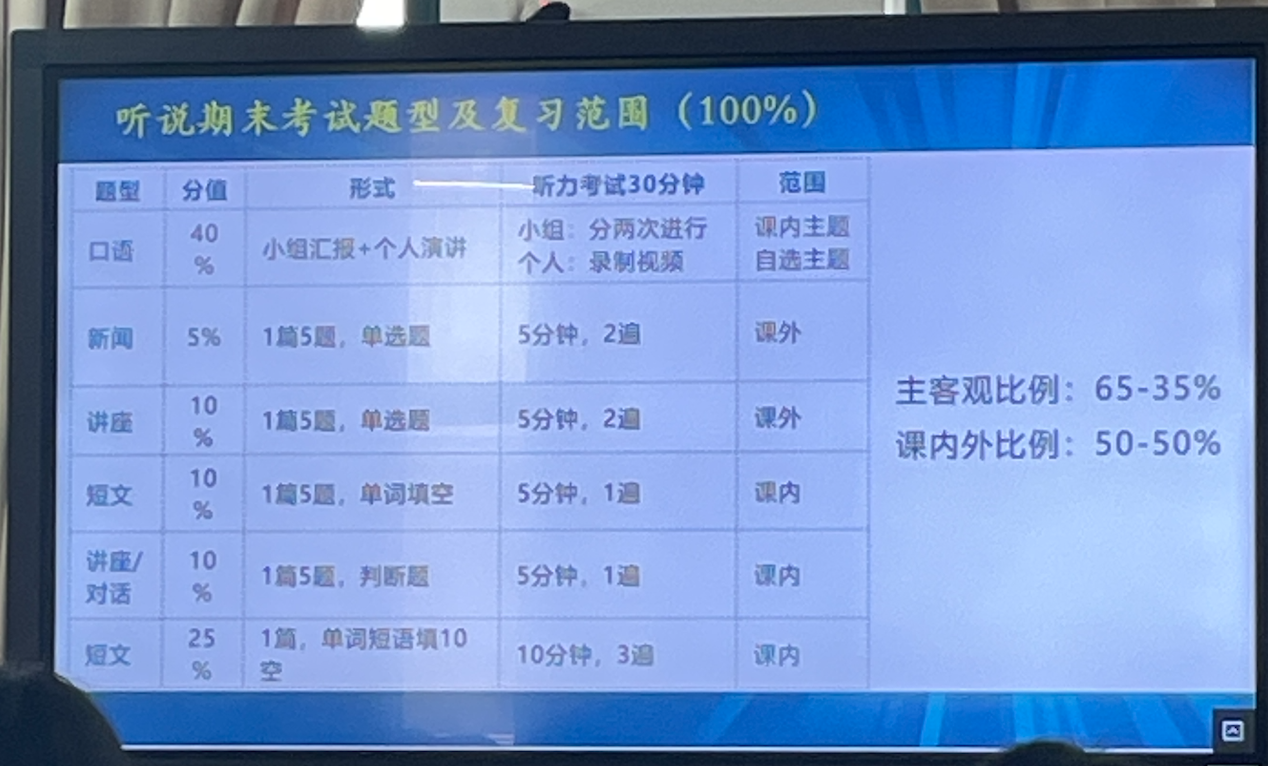 听说期末考试题型及复习范围（100%）
题型 分值 形式 听力考试30分钟 范围
口语 40% 小组汇报+个人演讲 小组：分两次进行 个人：录制视频 课内主题 自选主题
新闻 5% 1篇5题，单选题 5分钟，2遍 课外
讲座 10% 1篇5题，单选题 5分钟，2遍 课外
短文 10% 1篇5题，单词填空 5分钟，1遍 课内
讲座/对话 10% 1篇5题，判断题 5分钟，1遍 课内
短文 25% 1篇，单词短语填10空 10分钟，3遍 课内
主客观比例：65-35%
课内外比例：50-50%